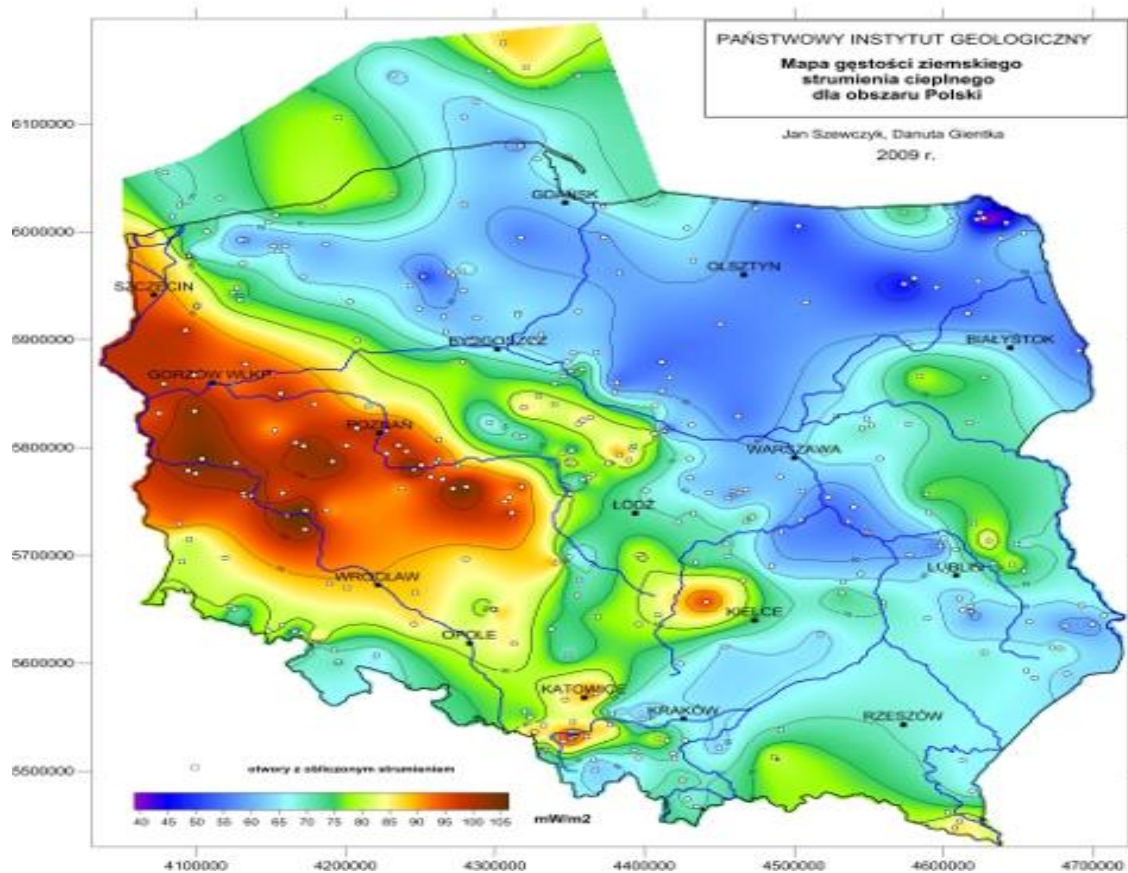 PAŃSTWOWY INSTYTUT GEOLOGICZNY
Mapa gęstości ziemskiego
strumienia cieplnego
dla obszaru Polski
Jan Szewczyk, Danuta Gientka
2009 r.
6100000
GDAŃSK
6000000
OLSZTYN
SZCZECIN
5900000
BYDGOSZCZ
BIAŁYSTOK
GORZÓW WLKP
POZNAŃ
5800000
WARSZAWA
ŁÓDŹ
5700000
WROCŁAW
LUBLIN
KIELCE
OPOLE
5600000
KATOWICE
KRAKÓW
RZESZÓW
5500000
otwory z obliczonym strumieniem
40 45 50 55 60 65 70 75 80 85 90 95 100 105
mW/m2
4100000 4200000 4300000 4400000 4500000 4600000 4700000